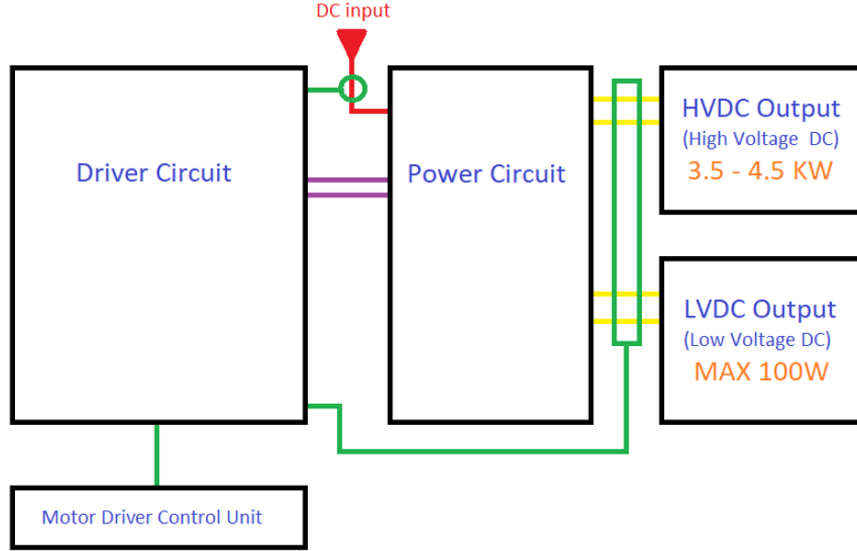 DC input
Driver Circuit
Power Circuit
HVDC Output
(High Voltage DC)
3.5 - 4.5 KW
LVDC Output
(Low Voltage DC)
MAX 100W
Motor Driver Control Unit